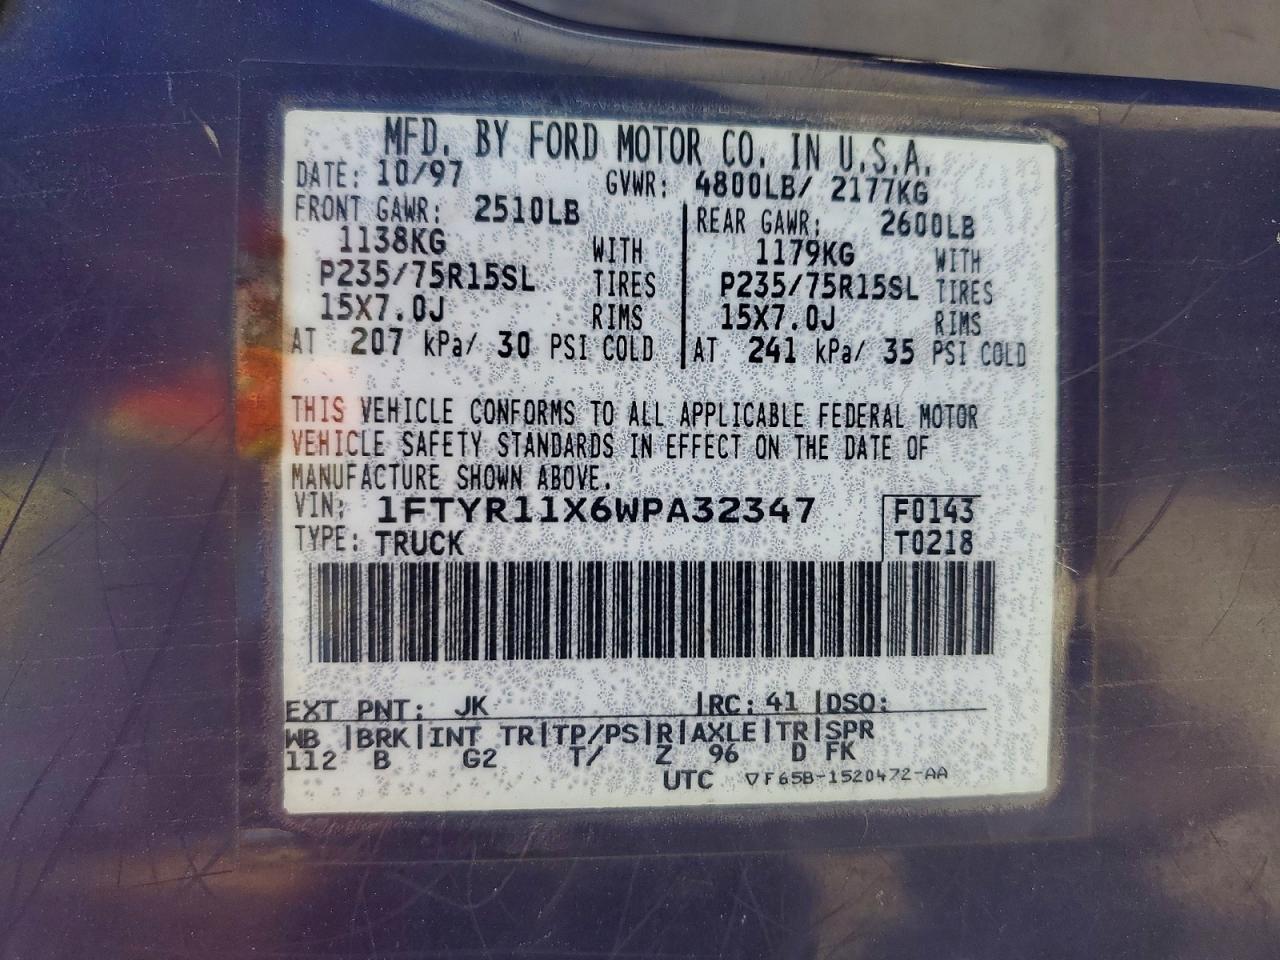 MFD. BY FORD MOTOR CO. IN U.S.A.
DATE: 10/97 GVWR: 4800LB/ 2177KG
FRONT GAWR: 2510LB REAR GAWR: 2600LB
1138KG WITH 1179KG WITH
P235/75R15SL TIRES P235/75R15SL TIRES
15X7.0J RIMS 15X7.0J RIMS
AT 207 kPa/ 30 PSI COLD AT 241 kPa/ 35 PSI COLD
THIS VEHICLE CONFORMS TO ALL APPLICABLE FEDERAL MOTOR
VEHICLE SAFETY STANDARDS IN EFFECT ON THE DATE OF
MANUFACTURE SHOWN ABOVE.
VIN: 1FTYR11X6WPA32347 F0143
TYPE: TRUCK T0218
EXT PNT: JK |RC: 41 |DSO:
WB |BRK|INT TR|TP/PS|R|AXLE|TR|SPR
112 B G2 T/ Z 96 D FK
UTC ▽F65B-1520472-AA